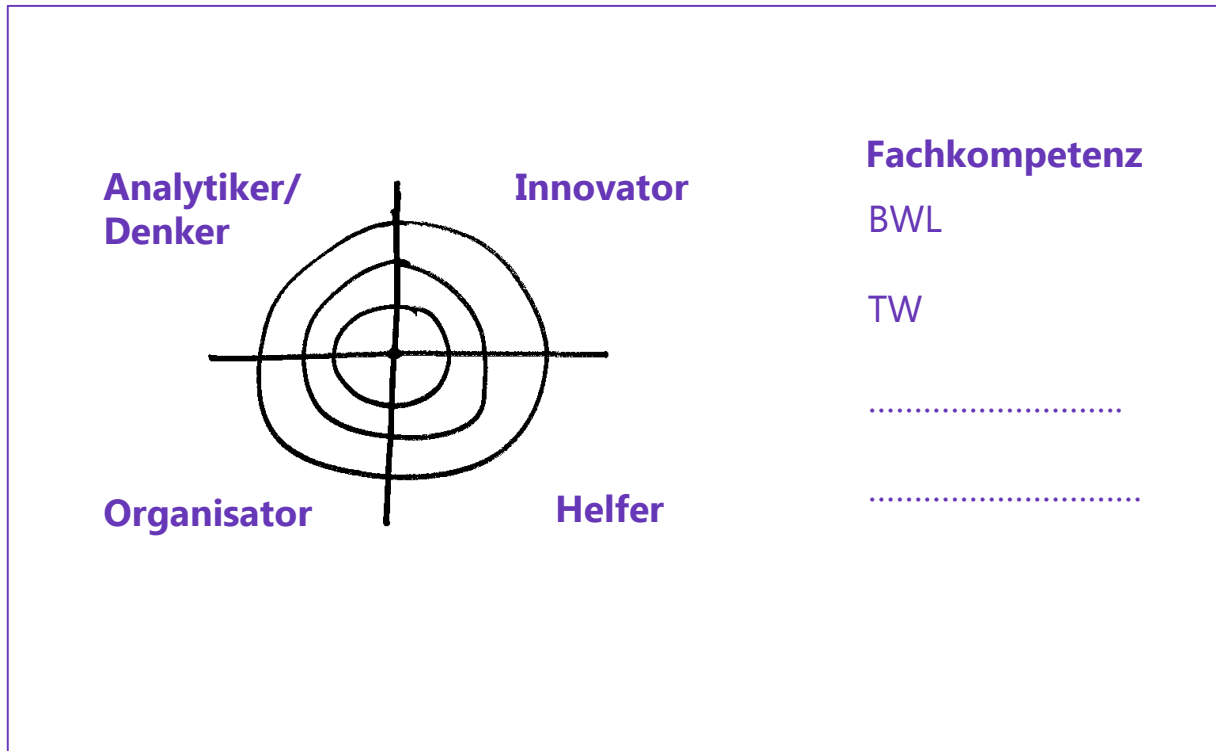 Analytiker/
Denker
Innovator
Organisator
Helfer
Fachkompetenz
BWL
TW
............................
..............................